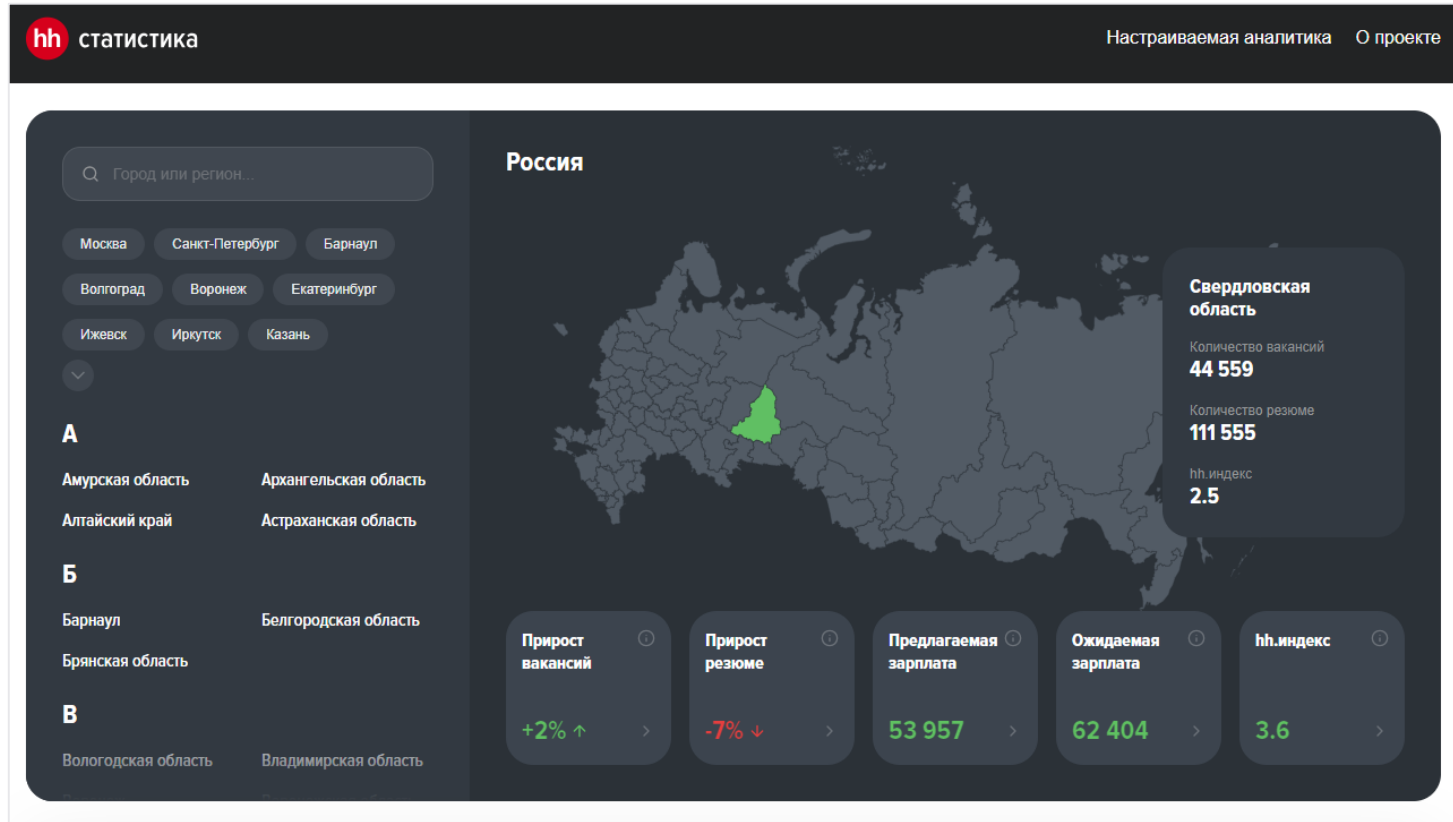 hh статистика
Настраиваемая аналитика О проекте
Город или регион...
Москва Санкт-Петербург Барнаул
Волгоград Воронеж Екатеринбург
Ижевск Иркутск Казань
А
Амурская область Архангельская область
Алтайский край Астраханская область
Б
Барнаул Белгородская область
Брянская область
В
Вологодская область Владимирская область
Россия
Свердловская
область
Количество вакансий
44 559
Количество резюме
111 555
hh.индекс
2.5
Прирост
вакансий
+2% ↑
Прирост
резюме
-7% ↓
Предлагаемая
зарплата
53 957
Ожидаемая
зарплата
62 404
hh.индекс
3.6